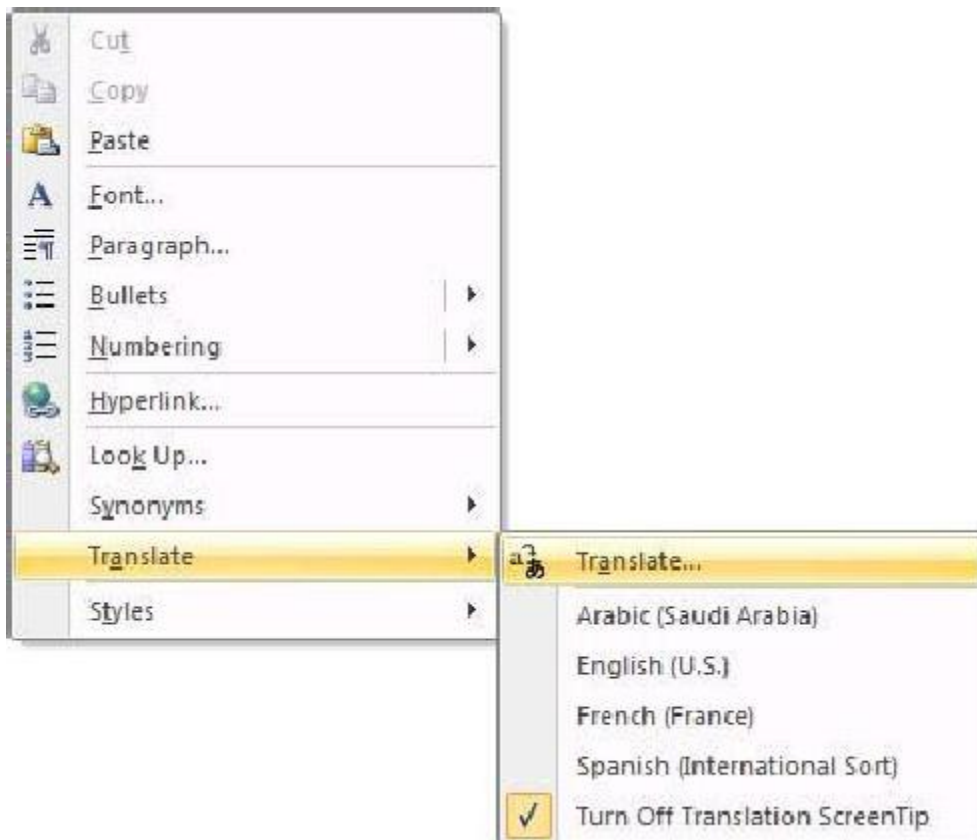 Cut
Copy
Paste
Font...
Paragraph...
Bullets
Numbering
Hyperlink...
Look Up...
Synonyms
Translate
Styles
Translate...
Arabic (Saudi Arabia)
English (U.S.)
French (France)
Spanish (International Sort)
Turn Off Translation ScreenTip